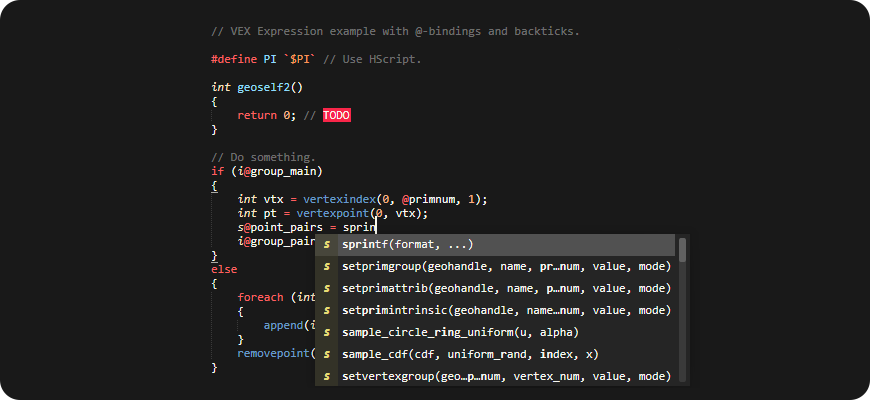 // VEX Expression example with @-bindings and backticks.
#define PI `$PI` // Use HScript.
int geoself2()
{
    return 0; // TODO
}
// Do something.
if (i@group_main)
{
    int vtx = vertexindex(0, @primnum, 1);
    int pt = vertexpoint(0, vtx);
    s@point_pairs = sprin
    i@group_pair
}
else
{
    foreach (int
    {
        append(i
    }
    removepoint(
}
s sprintf(format, ...)
s setprimgroup(geohandle, name, pr…num, value, mode)
s setprimattrib(geohandle, name, p…num, value, mode)
s setprimintrinsic(geohandle, name…num, value, mode)
s sample_circle_ring_uniform(u, alpha)
s sample_cdf(cdf, uniform_rand, index, x)
s setvertexgroup(geo…p…num, vertex_num, value, mode)